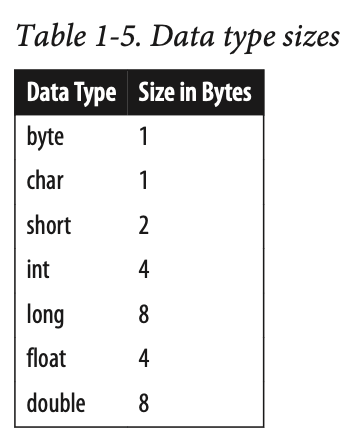 Table 1-5. Data type sizes
Data Type Size in Bytes
byte 1
char 1
short 2
int 4
long 8
float 4
double 8